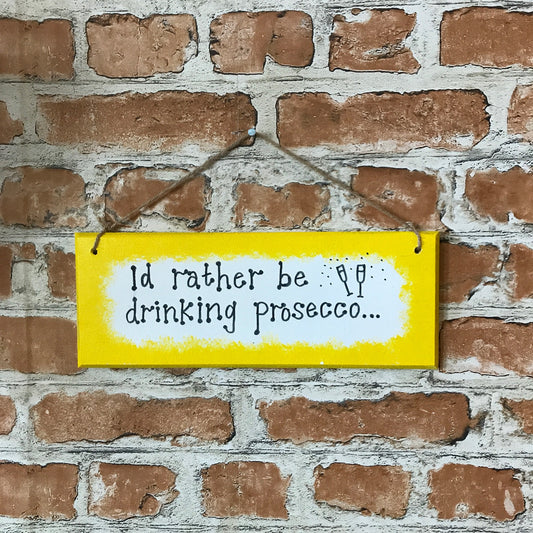 Id rather be
drinking prosecco...